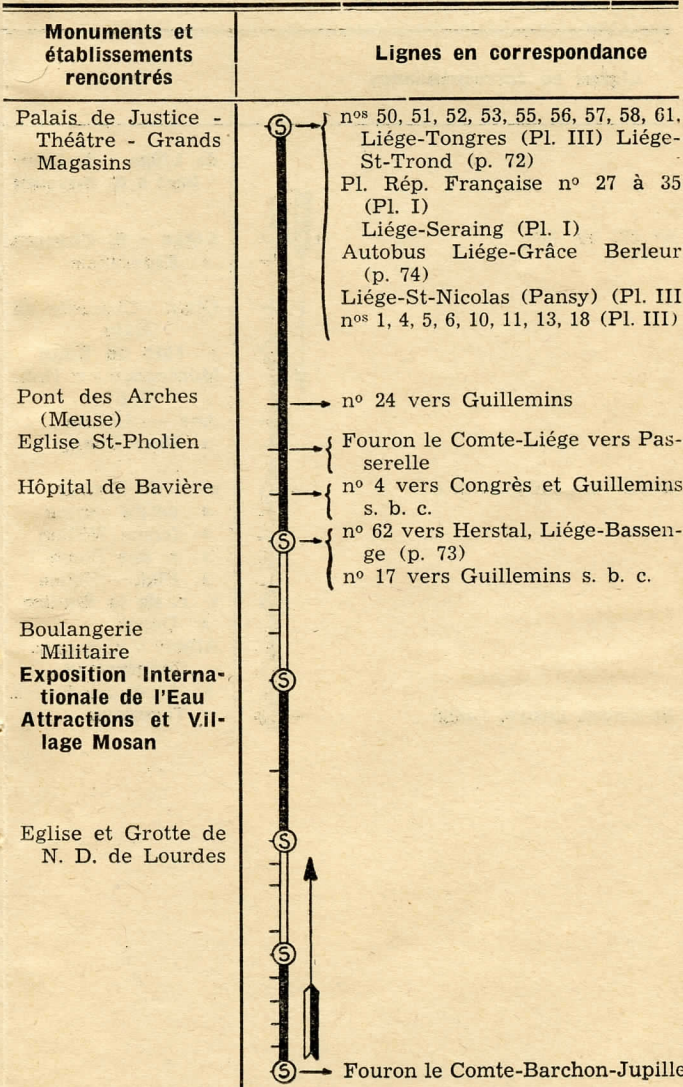 Monuments et
établissements
rencontrés
Lignes en correspondance
Palais de Justice -
Théâtre - Grands
Magasins
S
nos 50, 51, 52, 53, 55, 56, 57, 58, 61,
Liége-Tongres (Pl. III) Liége-
St-Trond (p. 72)
Pl. Rép. Française no 27 à 35
(Pl. I)
Liége-Seraing (Pl. I)
Autobus Liége-Grâce Berleur
(p. 74)
Liége-St-Nicolas (Pansy) (Pl. III
nos 1, 4, 5, 6, 10, 11, 13, 18 (Pl. III)
Pont des Arches
(Meuse)
no 24 vers Guillemins
Eglise St-Pholien
Fouron le Comte-Liége vers Pas-
serelle
Hôpital de Bavière
no 4 vers Congrès et Guillemins
s. b. c.
S
no 62 vers Herstal, Liége-Bassen-
ge (p. 73)
no 17 vers Guillemins s. b. c.
Boulangerie
Militaire
Exposition Interna-
tionale de l'Eau
Attractions et Vil-
lage Mosan
S
Eglise et Grotte de
N. D. de Lourdes
S
S
S
Fouron le Comte-Barchon-Jupille